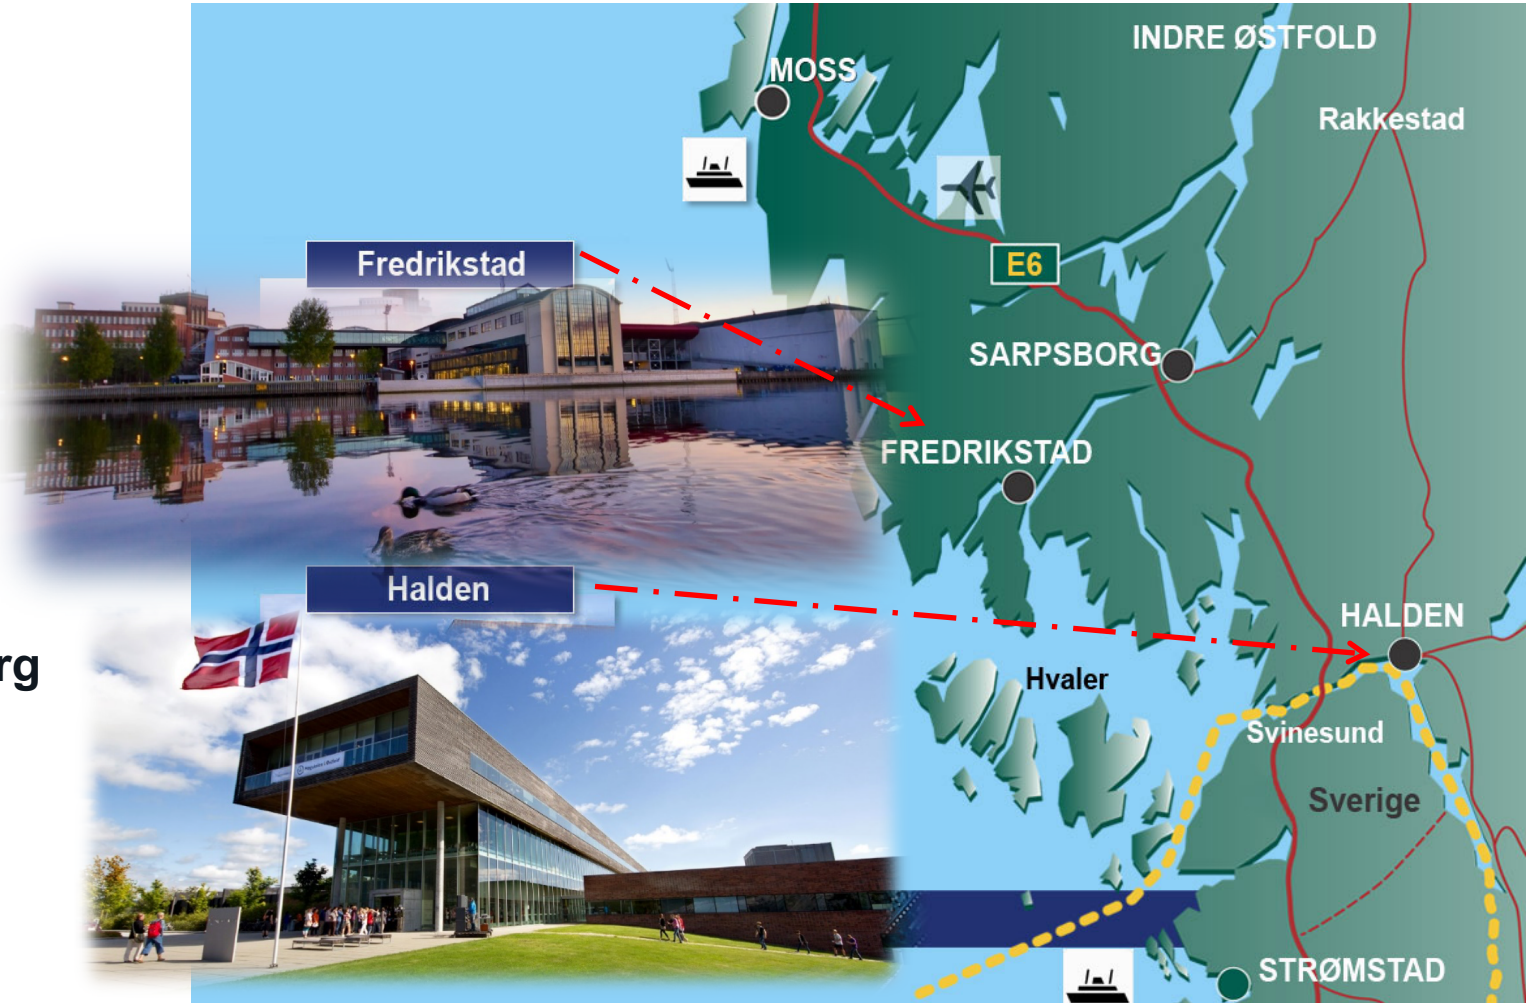 INDRE ØSTFOLD
MOSS
Rakkestad
Fredrikstad
E6
SARPSBORG
FREDRIKSTAD
Halden
HALDEN
rg
Hvaler
Svinesund
Sverige
STRØMSTAD